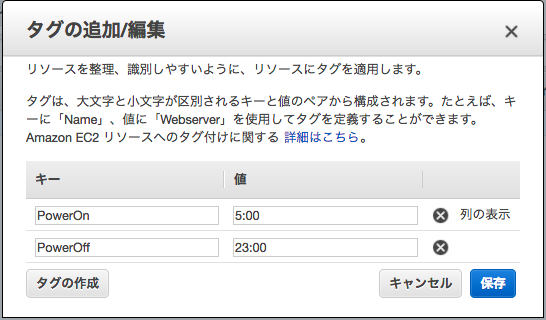 タグの追加/編集
リソースを整理、識別しやすいように、リソースにタグを適用します。
タグは、大文字と小文字が区別されるキーと値のペアから構成されます。たとえば、キ
ーに「Name」、値に「Webserver」を使用してタグを定義することができます。
Amazon EC2 リソースへのタグ付けに関する 詳細はこちら。
キー 値
PowerOn 5:00 列の表示
PowerOff 23:00
タグの作成 キャンセル 保存